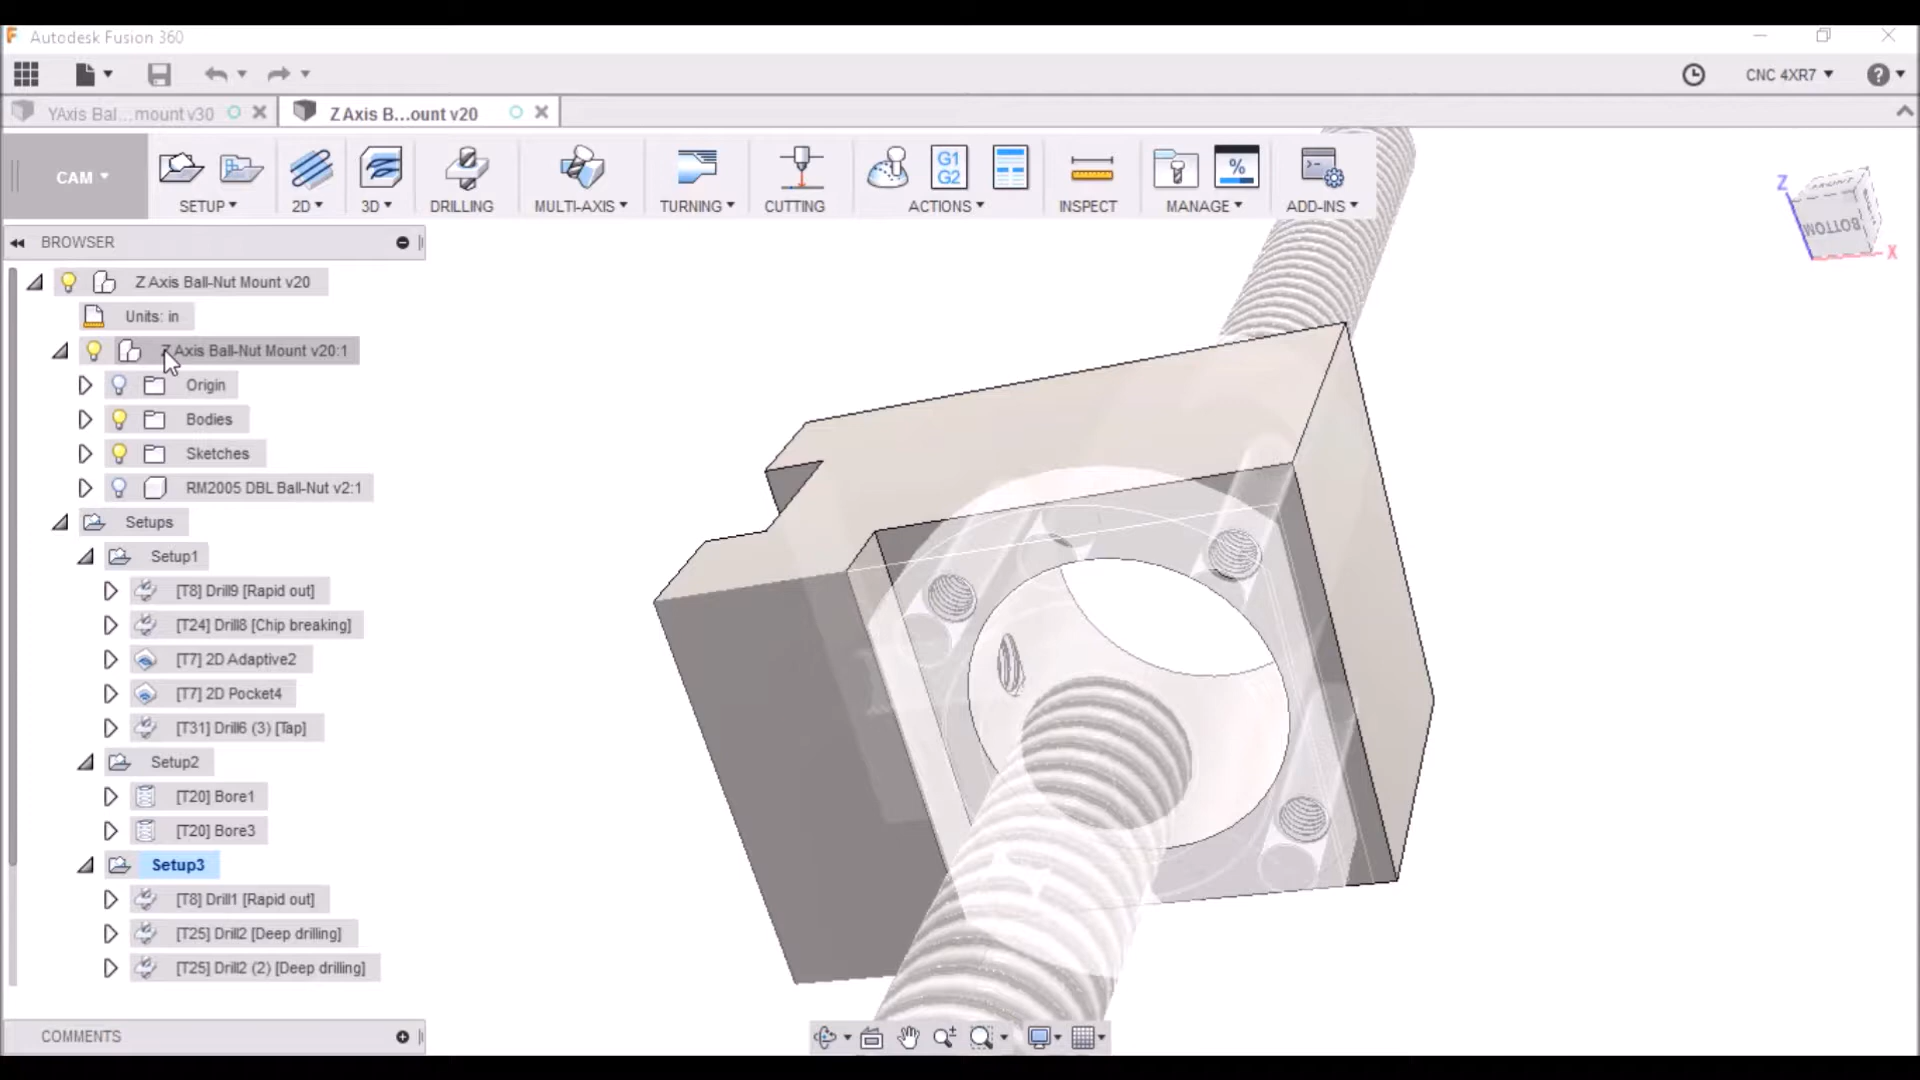 Autodesk Fusion 360
CNC 4XR7
YAxis Bal...mount v30
Z Axis B...ount v20
CAM
SETUP
2D
3D
DRILLING
MULTI-AXIS
TURNING
CUTTING
G1
G2
ACTIONS
INSPECT
%
MANAGE
ADD-INS
BROWSER
Z Axis Ball-Nut Mount v20
Units: in
Z Axis Ball-Nut Mount v20:1
Origin
Bodies
Sketches
RM2005 DBL Ball-Nut v2:1
Setups
Setup1
[T8] Drill9 [Rapid out]
[T24] Drill8 [Chip breaking]
[T7] 2D Adaptive2
[T7] 2D Pocket4
[T31] Drill6 (3) [Tap]
Setup2
[T20] Bore1
[T20] Bore3
Setup3
[T8] Drill1 [Rapid out]
[T25] Drill2 [Deep drilling]
[T25] Drill2 (2) [Deep drilling]
COMMENTS
Z
BOTTOM
X